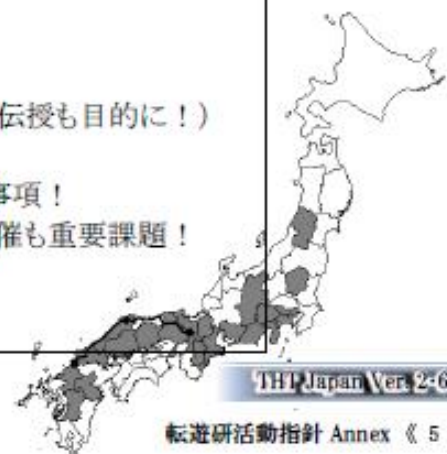 伝授も目的に！）
事項！
催も重要課題！
THT Japan Ver. 2-6
転遊研活動指針 Annex 《 5